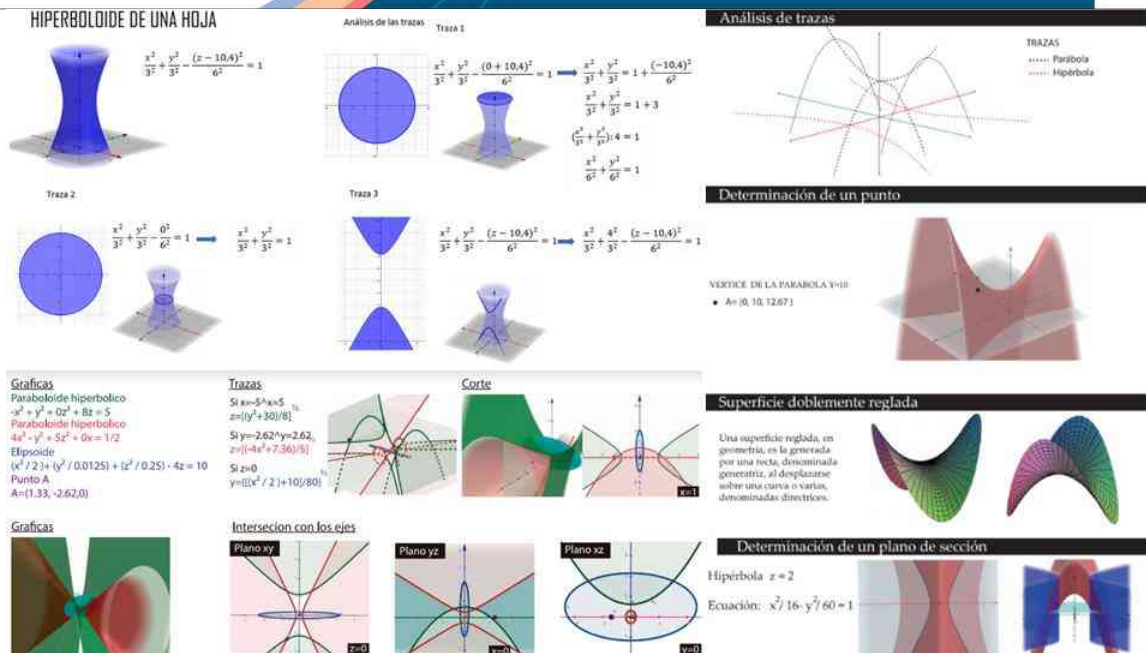 HIPERBOLOIDE DE UNA HOJA
x²/3² + y²/3² − (z − 10,4)²/6² = 1
Análisis de las trazas
Traza 1
x²/3² + y²/3² − (0 + 10,4)²/6² = 1 ➡ x²/3² + y²/3² = 1 + (−10,4)²/6²
x²/3² + y²/3² = 1 + 3
(x²/3² + y²/3²): 4 = 1
x²/6² + y²/6² = 1
Traza 2
x²/3² + y²/3² − 0²/6² = 1 ➡ x²/3² + y²/3² = 1
Traza 3
x²/3² + y²/3² − (z − 10,4)²/6² = 1 ➡ x²/3² + 4²/3² − (z − 10,4)²/6² = 1
Graficas
Paraboloide hiperbolico
-x² + y² + 0z² + 8z = 5
Paraboloide hiperbolico
4x² - y² + 5z² + 0x = 1/2
Elipsoide
(x² / 2 )+ (y² / 0.0125) + (z² / 0.25) - 4z = 10
Punto A
A=(1.33, -2.62,0)
Trazas
Si x=-5^x=5
z=[(y²+30)/8]
Si y=-2.62^y=2.62
z=[(-4x²+7.36)/5]
½
Si z=0
y=([(x² / 2 )+10]/80)
½
Corte
x=1
Graficas
Intersecion con los ejes
Plano xy
z=0
Plano yz
x=0
Plano xz
y=0
Análisis de trazas
TRAZAS
Parábola
Hipérbola
Determinación de un punto
VERTICE DE LA PARABOLA Y=10
• A= (0, 10, 12.67 )
Superficie doblemente reglada
Una superficie reglada, en
geometría, es la generada
por una recta, denominada
generatriz, al desplazarse
sobre una curva o varias,
denominadas directrices.
Determinación de un plano de sección
Hipérbola z = 2
Ecuación: x²/ 16- y²/ 60 = 1